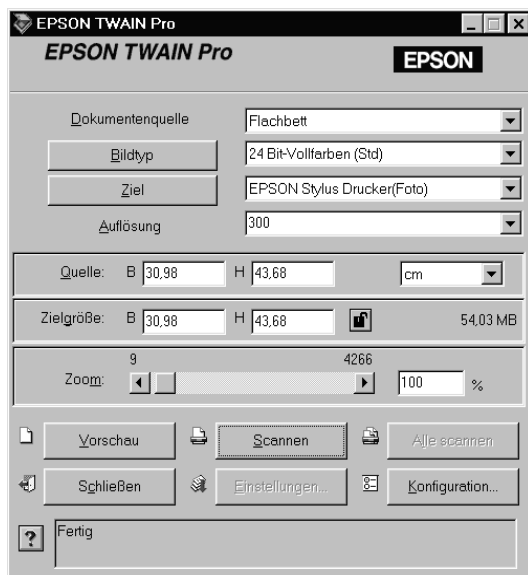 EPSON TWAIN Pro
EPSON TWAIN Pro EPSON
Dokumentenquelle Flachbett
Bildtyp 24 Bit-Vollfarben (Std)
Ziel EPSON Stylus Drucker(Foto)
Auflösung 300
Quelle: B 30,98 H 43,68 cm
Zielgröße: B 30,98 H 43,68 54,03 MB
9 4266
Zoom: 100 %
Vorschau Scannen Alle scannen
Schließen Einstellungen... Konfiguration...
? Fertig